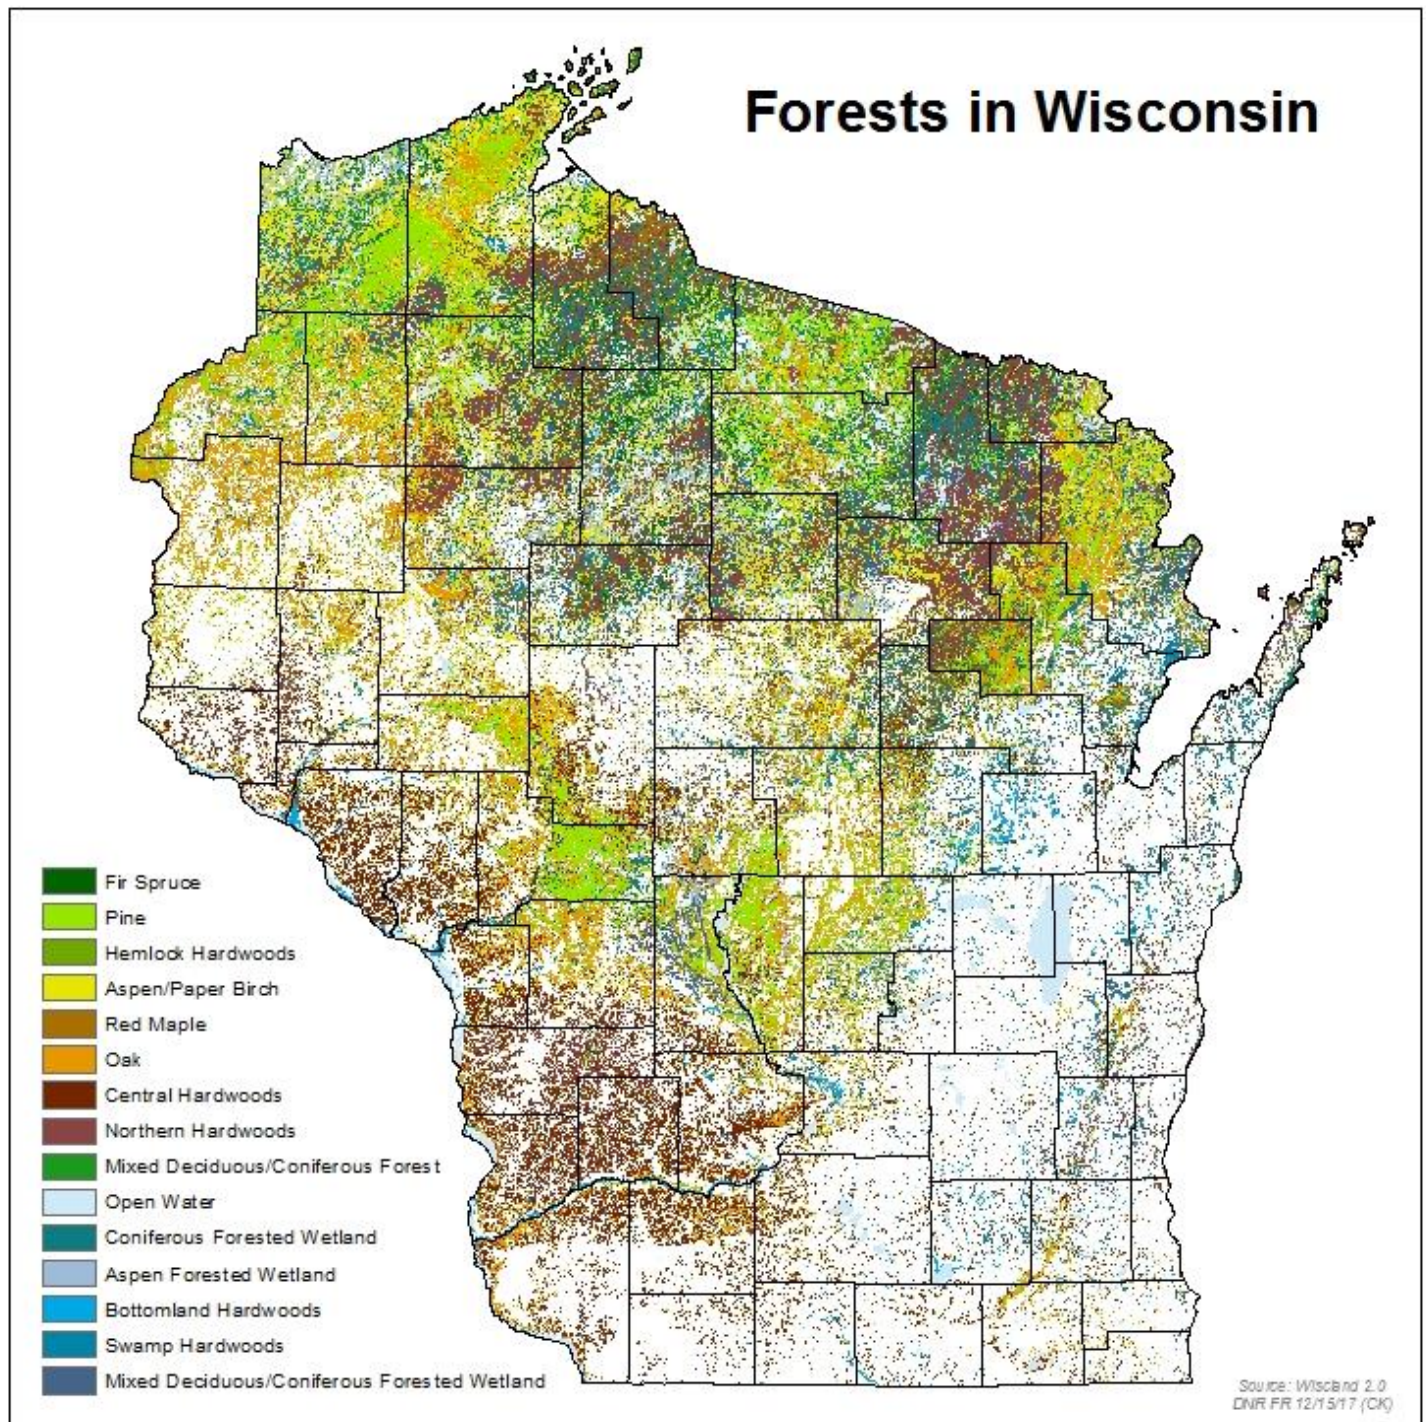 Forests in Wisconsin
Fir Spruce
Pine
Hemlock Hardwoods
Aspen/Paper Birch
Red Maple
Oak
Central Hardwoods
Northern Hardwoods
Mixed Deciduous/Coniferous Forest
Open Water
Coniferous Forested Wetland
Aspen Forested Wetland
Bottomland Hardwoods
Swamp Hardwoods
Mixed Deciduous/Coniferous Forested Wetland
Source: Wiscland 2.0
DNR FR 12/15/17 (CK)